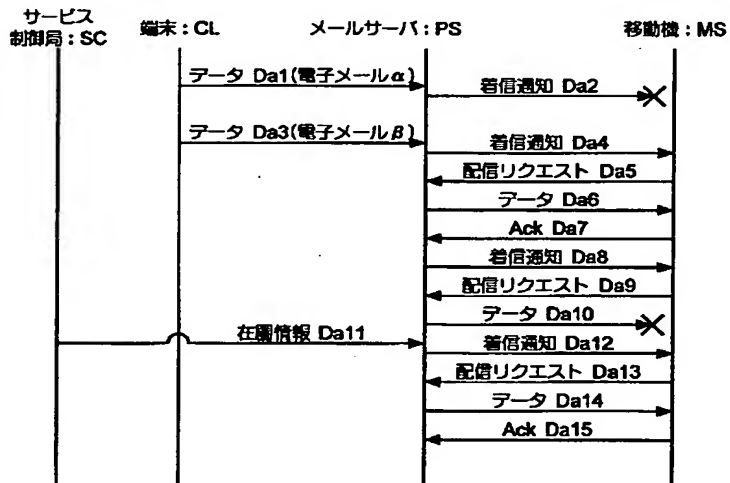 サービス
制御局：SC
端末：CL
メールサーバ：PS
移動機：MS
データ Da1(電子メールα)
着信通知 Da2
データ Da3(電子メールβ)
着信通知 Da4
配信リクエスト Da5
データ Da6
Ack Da7
着信通知 Da8
配信リクエスト Da9
データ Da10
在圏情報 Da11
着信通知 Da12
配信リクエスト Da13
データ Da14
Ack Da15